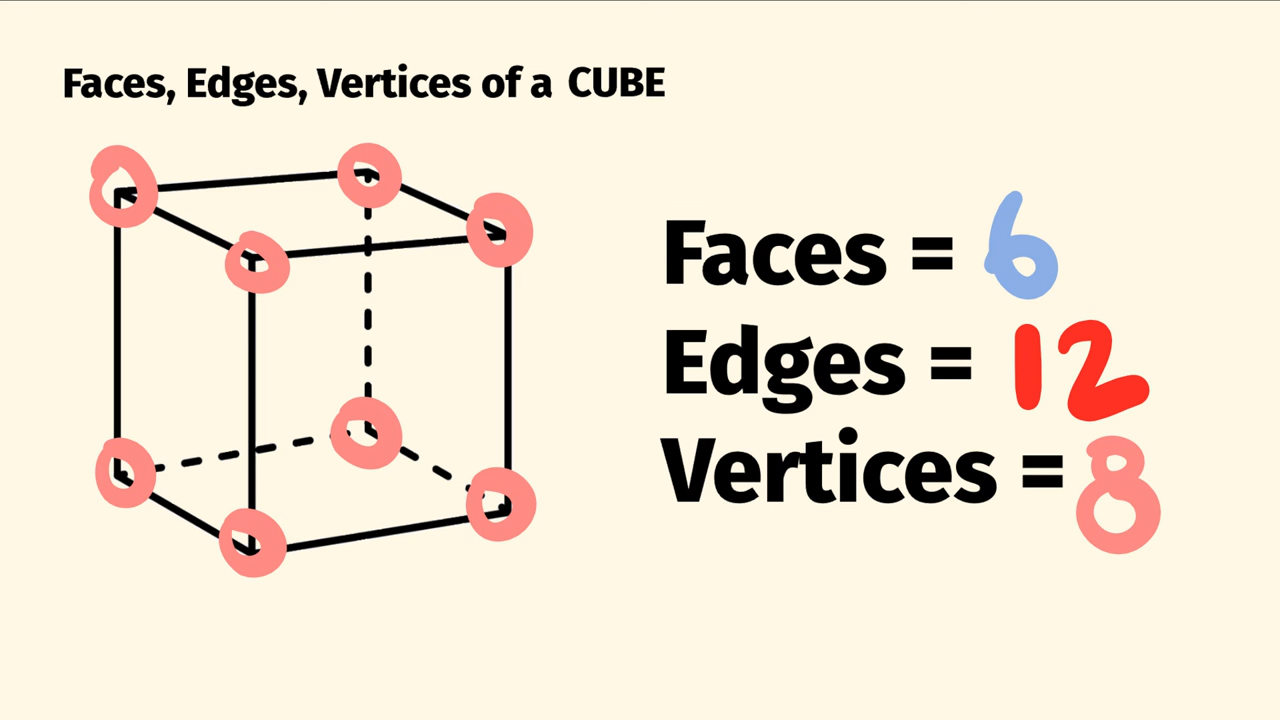 Faces, Edges, Vertices of a CUBE
Faces = 6
Edges = 12
Vertices = 8